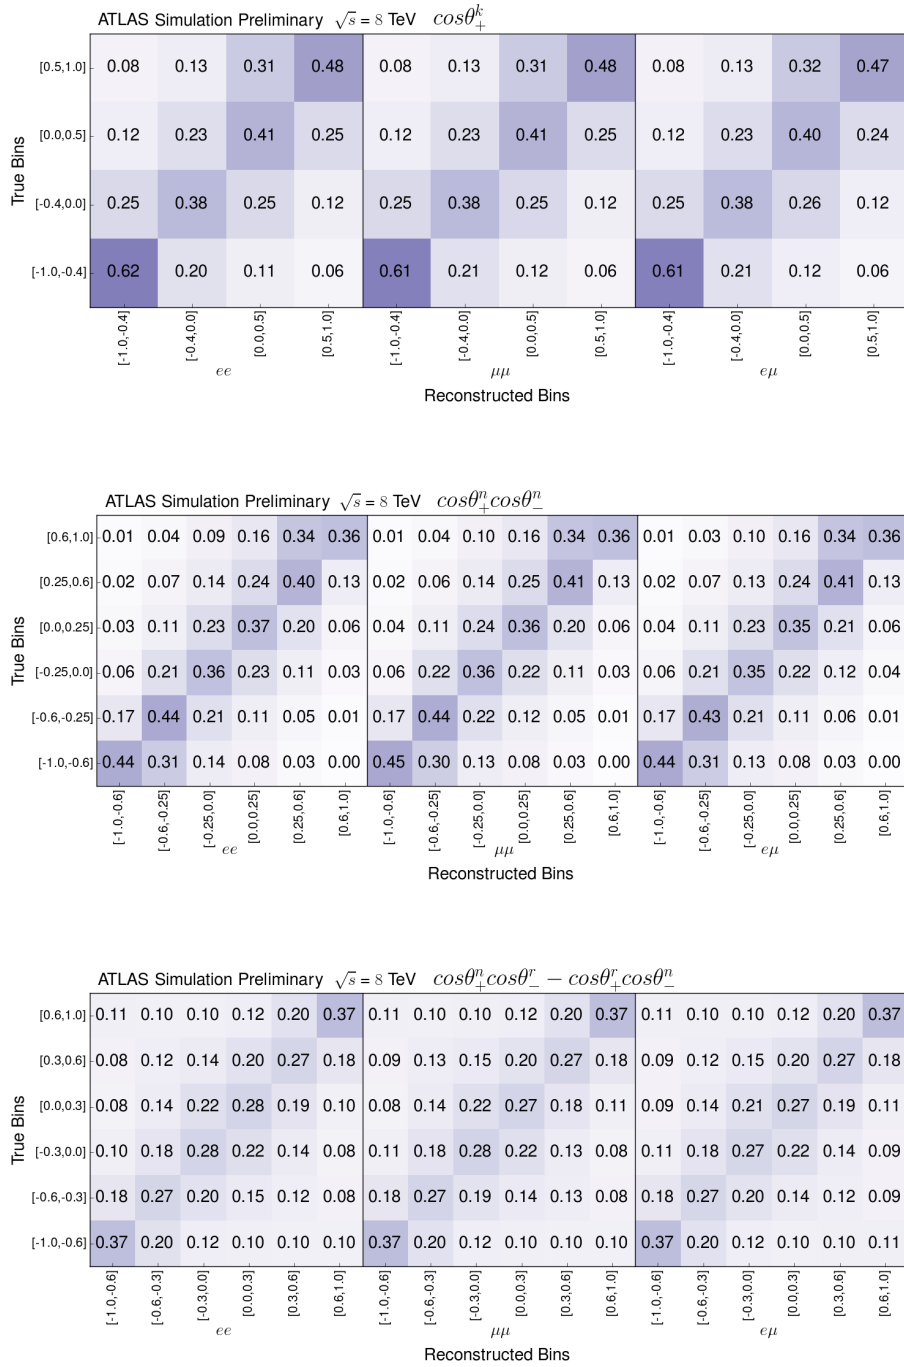 ATLAS Simulation Preliminary √s = 8 TeV cosθ₊ᵏ
True Bins
[0.5,1.0] 0.08 0.13 0.31 0.48 0.08 0.13 0.31 0.48 0.08 0.13 0.32 0.47
[0.0,0.5] 0.12 0.23 0.41 0.25 0.12 0.23 0.41 0.25 0.12 0.23 0.40 0.24
[-0.4,0.0] 0.25 0.38 0.25 0.12 0.25 0.38 0.25 0.12 0.25 0.38 0.26 0.12
[-1.0,-0.4] 0.62 0.20 0.11 0.06 0.61 0.21 0.12 0.06 0.61 0.21 0.12 0.06
[-1.0,-0.4] [-0.4,0.0] [0.0,0.5] [0.5,1.0] [-1.0,-0.4] [-0.4,0.0] [0.0,0.5] [0.5,1.0] [-1.0,-0.4] [-0.4,0.0] [0.0,0.5] [0.5,1.0]
ee μμ eμ
Reconstructed Bins
ATLAS Simulation Preliminary √s = 8 TeV cosθ₊ⁿcosθ₋ⁿ
True Bins
[0.6,1.0] 0.01 0.04 0.09 0.16 0.34 0.36 0.01 0.04 0.10 0.16 0.34 0.36 0.01 0.03 0.10 0.16 0.34 0.36
[0.25,0.6] 0.02 0.07 0.14 0.24 0.40 0.13 0.02 0.06 0.14 0.25 0.41 0.13 0.02 0.07 0.13 0.24 0.41 0.13
[0.0,0.25] 0.03 0.11 0.23 0.37 0.20 0.06 0.04 0.11 0.24 0.36 0.20 0.06 0.04 0.11 0.23 0.35 0.21 0.06
[-0.25,0.0] 0.06 0.21 0.36 0.23 0.11 0.03 0.06 0.22 0.36 0.22 0.11 0.03 0.06 0.21 0.35 0.22 0.12 0.04
[-0.6,-0.25] 0.17 0.44 0.21 0.11 0.05 0.01 0.17 0.44 0.22 0.12 0.05 0.01 0.17 0.43 0.21 0.11 0.06 0.01
[-1.0,-0.6] 0.44 0.31 0.14 0.08 0.03 0.00 0.45 0.30 0.13 0.08 0.03 0.00 0.44 0.31 0.13 0.08 0.03 0.00
[-1.0,-0.6] [-0.6,-0.25] [-0.25,0.0] [0.0,0.25] [0.25,0.6] [0.6,1.0] [-1.0,-0.6] [-0.6,-0.25] [-0.25,0.0] [0.0,0.25] [0.25,0.6] [0.6,1.0] [-1.0,-0.6] [-0.6,-0.25] [-0.25,0.0] [0.0,0.25] [0.25,0.6] [0.6,1.0]
ee μμ eμ
Reconstructed Bins
ATLAS Simulation Preliminary √s = 8 TeV cosθ₊ⁿcosθ₋ʳ − cosθ₊ʳcosθ₋ⁿ
True Bins
[0.6,1.0] 0.11 0.10 0.10 0.12 0.20 0.37 0.11 0.10 0.10 0.12 0.20 0.37 0.11 0.10 0.10 0.12 0.20 0.37
[0.3,0.6] 0.08 0.12 0.14 0.20 0.27 0.18 0.09 0.13 0.15 0.20 0.27 0.18 0.09 0.12 0.15 0.20 0.27 0.18
[0.0,0.3] 0.08 0.14 0.22 0.28 0.19 0.10 0.08 0.14 0.22 0.27 0.18 0.11 0.09 0.14 0.21 0.27 0.19 0.11
[-0.3,0.0] 0.10 0.18 0.28 0.22 0.14 0.08 0.11 0.18 0.28 0.22 0.13 0.08 0.11 0.18 0.27 0.22 0.14 0.09
[-0.6,-0.3] 0.18 0.27 0.20 0.15 0.12 0.08 0.18 0.27 0.19 0.14 0.13 0.08 0.18 0.27 0.20 0.14 0.12 0.09
[-1.0,-0.6] 0.37 0.20 0.12 0.10 0.10 0.10 0.37 0.20 0.12 0.10 0.10 0.10 0.37 0.20 0.12 0.10 0.10 0.11
[-1.0,-0.6] [-0.6,-0.3] [-0.3,0.0] [0.0,0.3] [0.3,0.6] [0.6,1.0] [-1.0,-0.6] [-0.6,-0.3] [-0.3,0.0] [0.0,0.3] [0.3,0.6] [0.6,1.0] [-1.0,-0.6] [-0.6,-0.3] [-0.3,0.0] [0.0,0.3] [0.3,0.6] [0.6,1.0]
ee μμ eμ
Reconstructed Bins